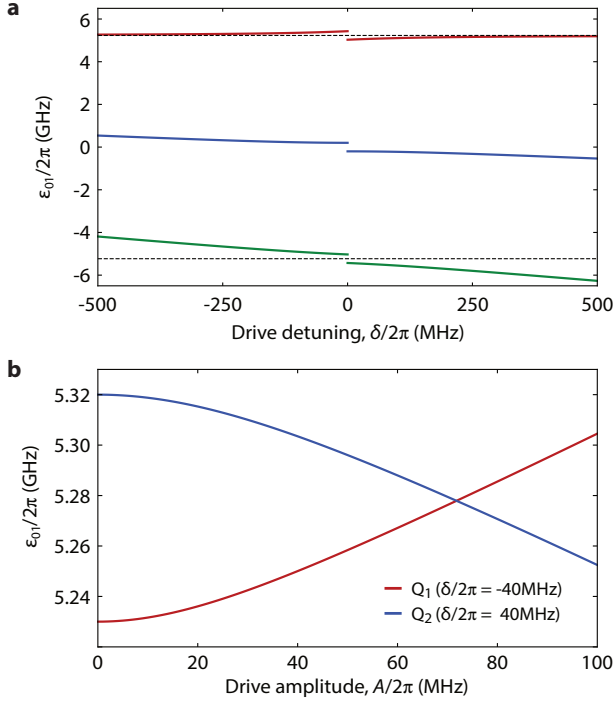 a
6
4
2
0
-2
-4
-6
ε01/2π (GHz)
-500
-250
0
250
500
Drive detuning, δ/2π (MHz)
b
5.32
5.30
5.28
5.26
5.24
ε01/2π (GHz)
Q1 (δ/2π = -40MHz)
Q2 (δ/2π = 40MHz)
0
20
40
60
80
100
Drive amplitude, A/2π (MHz)